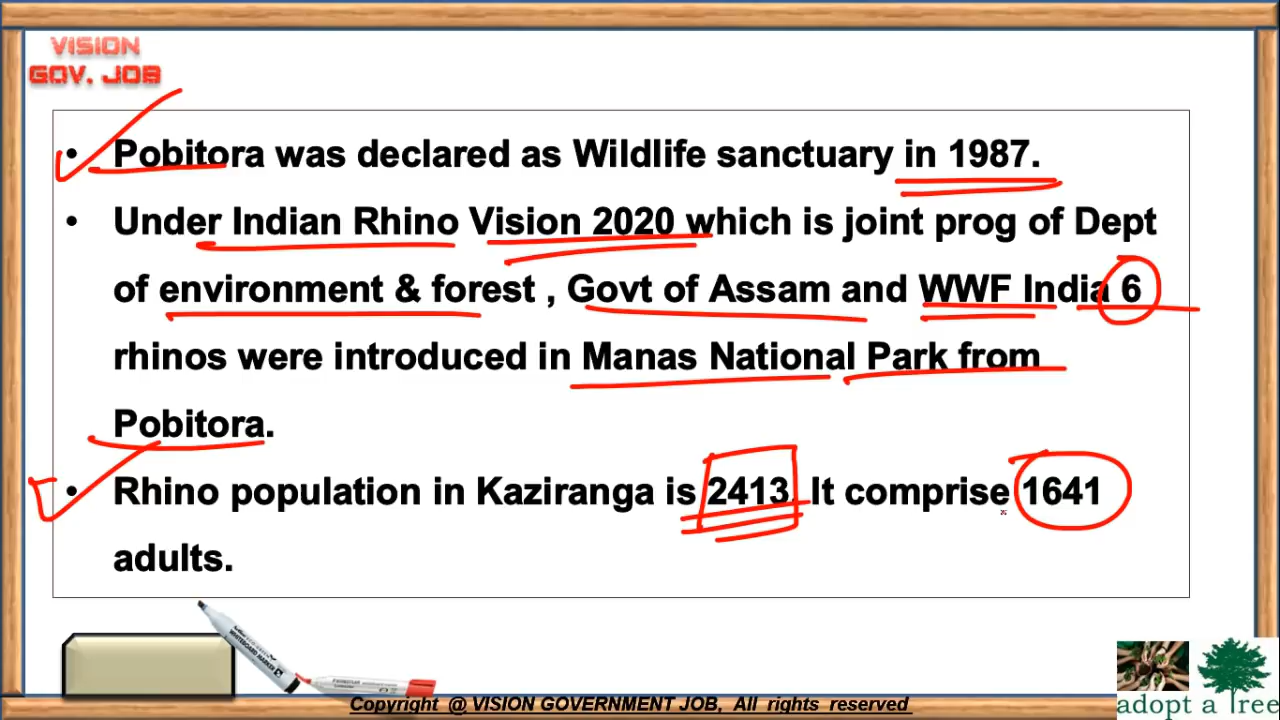 VISION
GOV. JOB
• Pobitora was declared as Wildlife sanctuary in 1987.
• Under Indian Rhino Vision 2020 which is joint prog of Dept
of environment & forest , Govt of Assam and WWF India 6
rhinos were introduced in Manas National Park from
Pobitora.
• Rhino population in Kaziranga is 2413. It comprise 1641
adults.
WHITEBOARD MARKER
Copyright @ VISION GOVERNMENT JOB, All rights reserved
adopt a Tree